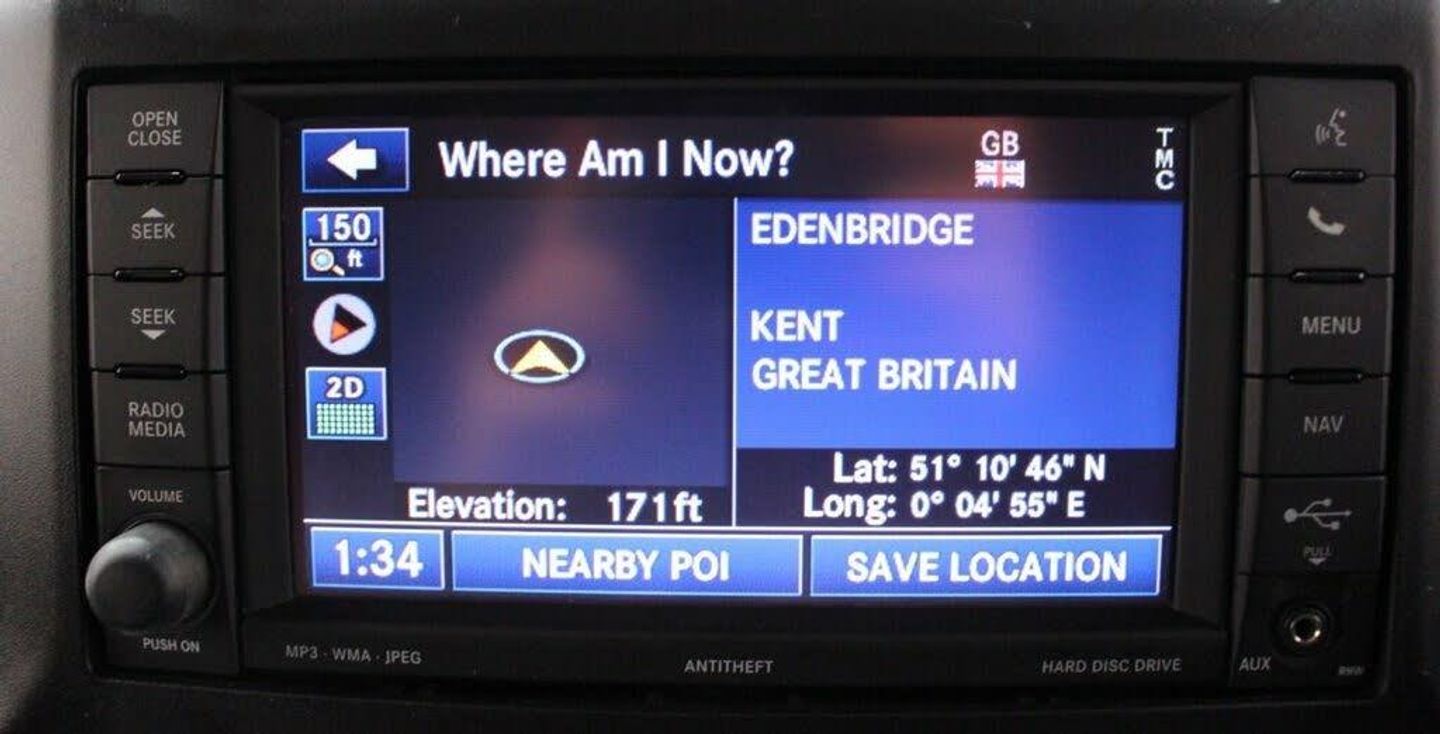 OPEN
CLOSE
SEEK
SEEK
RADIO
MEDIA
VOLUME
PUSH ON
Where Am I Now?
GB
TMC
150
ft
2D
EDENBRIDGE
KENT
GREAT BRITAIN
Elevation: 171ft
Lat: 51° 10' 46" N
Long: 0° 04' 55" E
1:34
NEARBY POI
SAVE LOCATION
MENU
NAV
PULL
MP3 · WMA · JPEG
ANTITHEFT
HARD DISC DRIVE
AUX